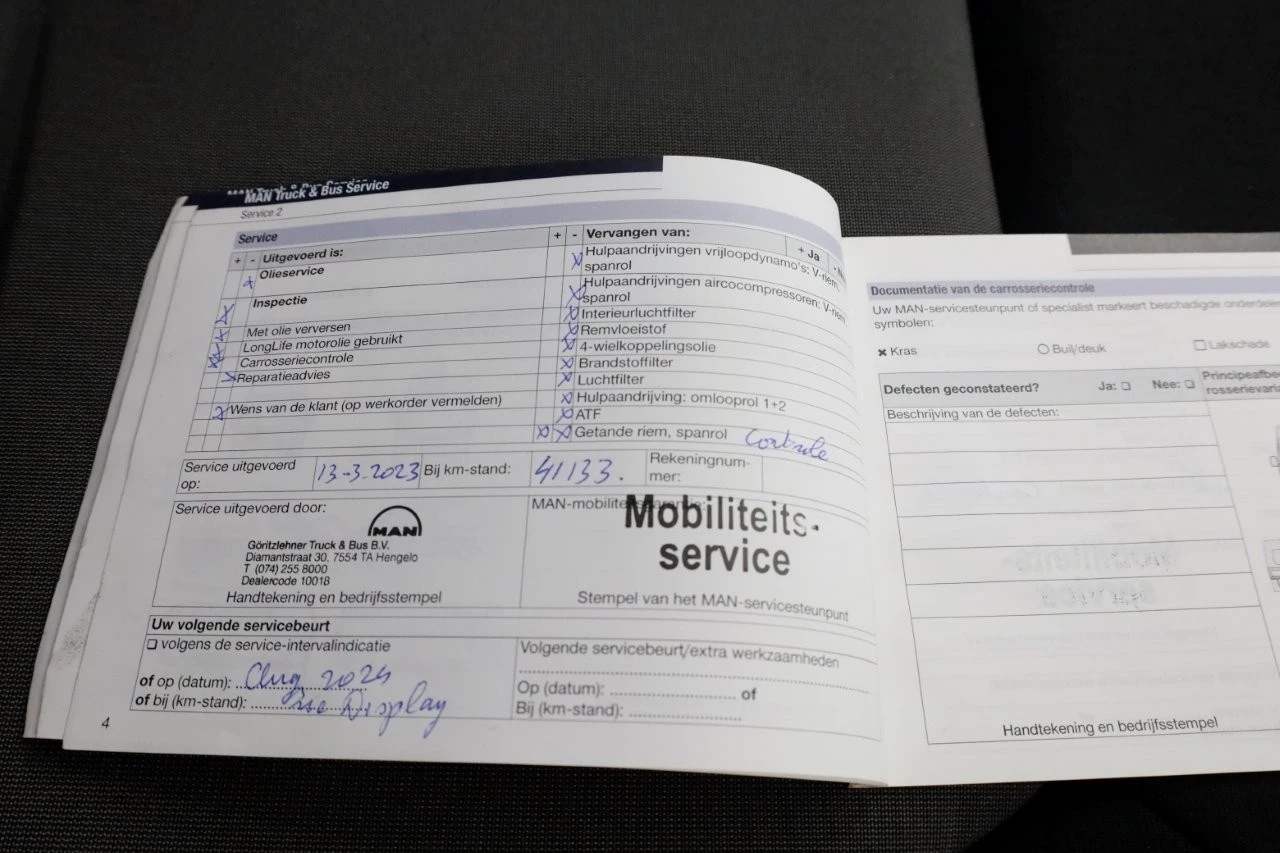 MAN Truck & Bus Service
Service 2
Service
+ - Uitgevoerd is:
Olieservice
Inspectie
Met olie verversen
LongLife motorolie gebruikt
Carrosseriecontrole
Reparatieadvies
Wens van de klant (op werkorder vermelden)
+ - Vervangen van:
+ Ja
Hulpaandrijvingen vrijloopdynamo's: V-riem
spanrol
Hulpaandrijvingen aircocompressoren: V-riem
spanrol
Interieurluchtfilter
Remvloeistof
4-wielkoppelingsolie
Brandstoffilter
Luchtfilter
Hulpaandrijving: omlooprol 1+2
ATF
Getande riem, spanrol Controle
Service uitgevoerd
op:
13-3-2023
Bij km-stand:
41133.
Rekeningnum-
mer:
Service uitgevoerd door:
MAN
Göritzlehner Truck & Bus B.V.
Diamantstraat 30, 7554 TA Hengelo
T (074) 255 8000
Dealercode 10018
Handtekening en bedrijfsstempel
Mobiliteits-
service
Stempel van het MAN-servicesteunpunt
Uw volgende servicebeurt
volgens de service-intervalindicatie
of op (datum): Aug 2024
of bij (km-stand): Display
Volgende servicebeurt/extra werkzaamheden
Op (datum): of
Bij (km-stand):
4
Documentatie van de carrosseriecontrole
Uw MAN-servicesteunpunt of specialist markeert beschadigde
symbolen:
Kras
Buil/deuk
Lakschade
Defecten geconstateerd? Ja: Nee:
Beschrijving van de defecten:
Handtekening en bedrijfsstempel